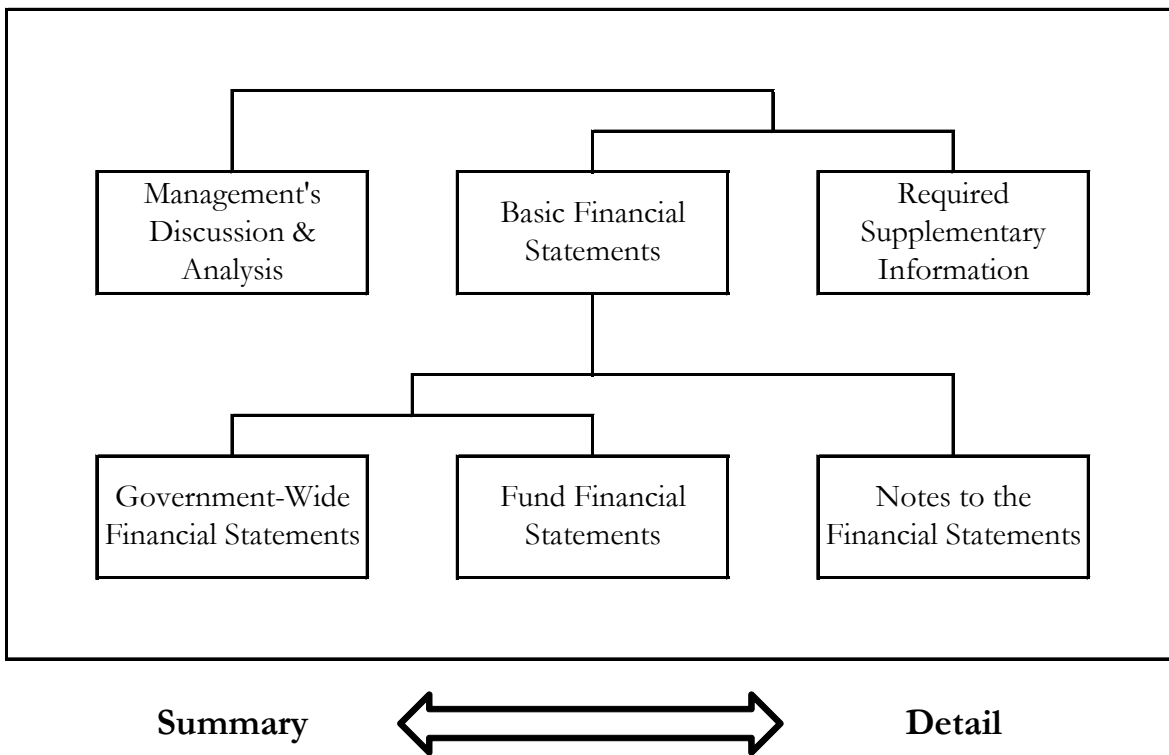 Management's
Discussion &
Analysis
Basic Financial
Statements
Required
Supplementary
Information
Government-Wide
Financial Statements
Fund Financial
Statements
Notes to the
Financial Statements
Summary
Detail